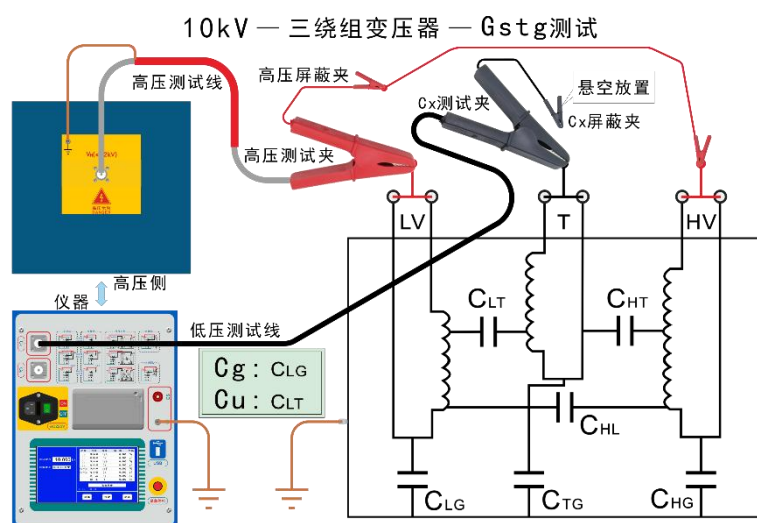 10kV — 三绕组变压器 — Gstg测试
高压测试线
高压屏蔽夹
Cx测试夹
悬空放置
Cx屏蔽夹
高压测试夹
LV
T
HV
高压侧
仪器
低压测试线
CLT
CHT
Cg: CLG
Cu: CLT
CHL
CLG
CTG
CHG